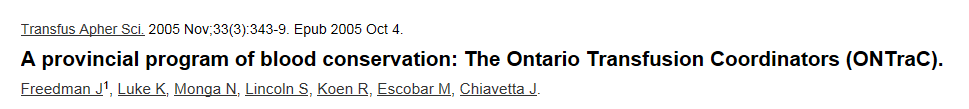 Transfus Apher Sci. 2005 Nov;33(3):343-9. Epub 2005 Oct 4.
A provincial program of blood conservation: The Ontario Transfusion Coordinators (ONTraC).
Freedman J¹, Luke K, Monga N, Lincoln S, Koen R, Escobar M, Chiavetta J.